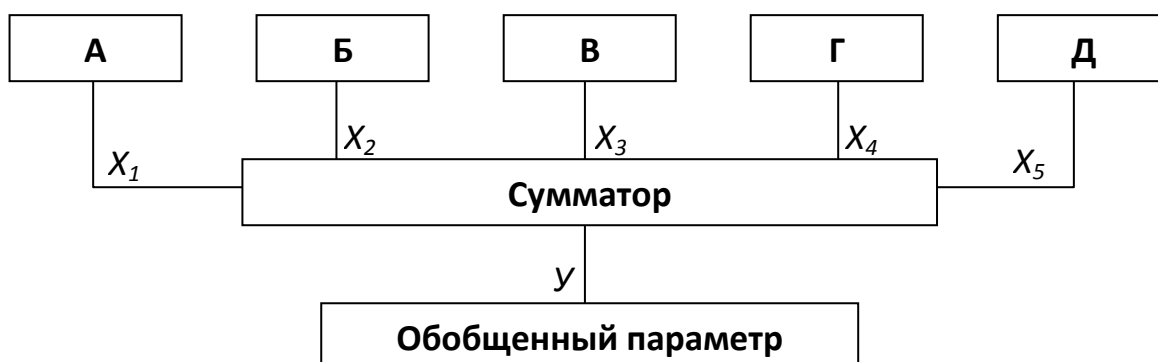 А Б В Г Д
X1 X2 X3 X4 X5
Сумматор
У
Обобщенный параметр